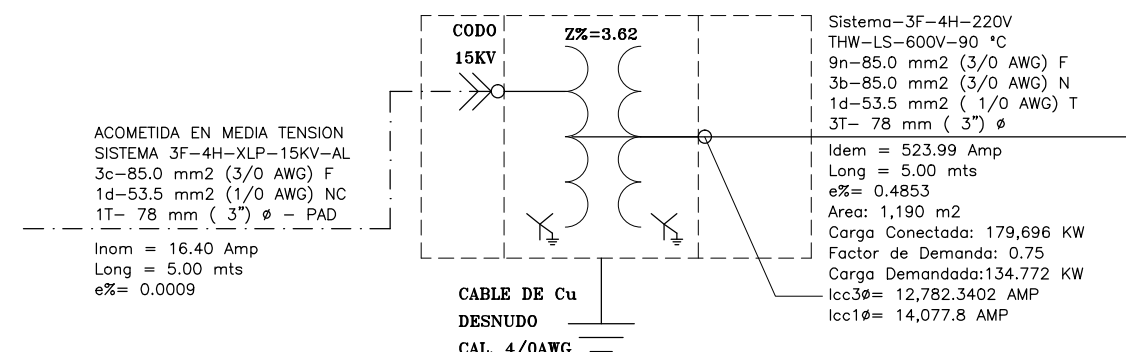 ACOMETIDA EN MEDIA TENSION
SISTEMA 3F-4H-XLP-15KV-AL
3c-85.0 mm2 (3/0 AWG) F
1d-53.5 mm2 (1/0 AWG) NC
1T- 78 mm ( 3") ø - PAD
Inom = 16.40 Amp
Long = 5.00 mts
e%= 0.0009
CODO
15KV
Z%=3.62
CABLE DE Cu
DESNUDO
CAL. 4/0AWG
Sistema-3F-4H-220V
THW-LS-600V-90 °C
9n-85.0 mm2 (3/0 AWG) F
3b-85.0 mm2 (3/0 AWG) N
1d-53.5 mm2 ( 1/0 AWG) T
3T- 78 mm ( 3") ø
Idem = 523.99 Amp
Long = 5.00 mts
e%= 0.4853
Area: 1,190 m2
Carga Conectada: 179,696 KW
Factor de Demanda: 0.75
Carga Demandada:134.772 KW
Icc3ø= 12,782.3402 AMP
Icc1ø= 14,077.8 AMP